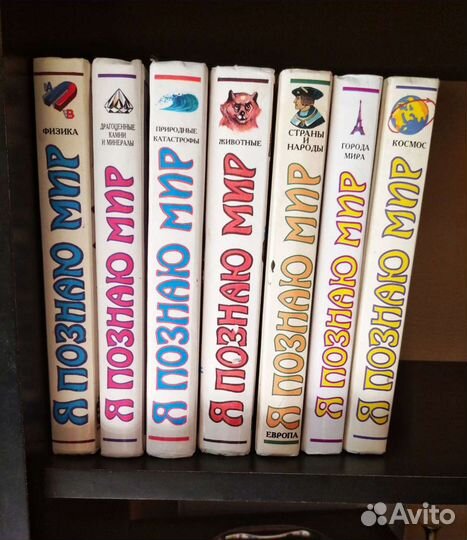 ФИЗИКА
Я ПОЗНАЮ МИР
ДРАГОЦЕННЫЕ
КАМНИ
И МИНЕРАЛЫ
Я ПОЗНАЮ МИР
ПРИРОДНЫЕ
КАТАСТРОФЫ
Я ПОЗНАЮ МИР
ЖИВОТНЫЕ
Я ПОЗНАЮ МИР
СТРАНЫ
И
НАРОДЫ
Я ПОЗНАЮ МИР
ЕВРОПА
ГОРОДА
МИРА
Я ПОЗНАЮ МИР
КОСМОС
Я ПОЗНАЮ МИР
Avito